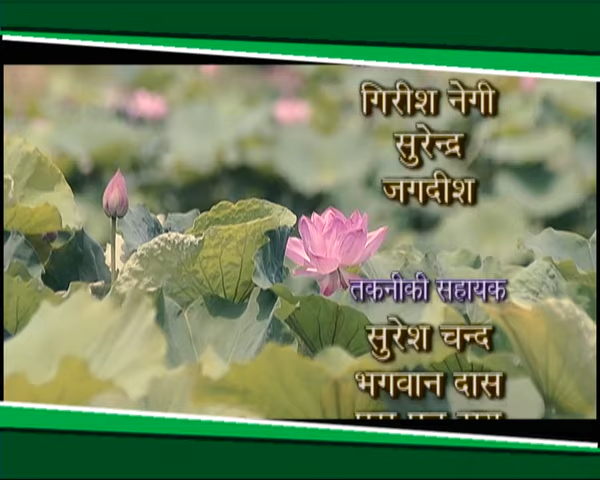 गिरीश नेगी
सुरेन्द्र
जगदीश
तकनीकी सहायक
सुरेश चन्द
भगवान दास